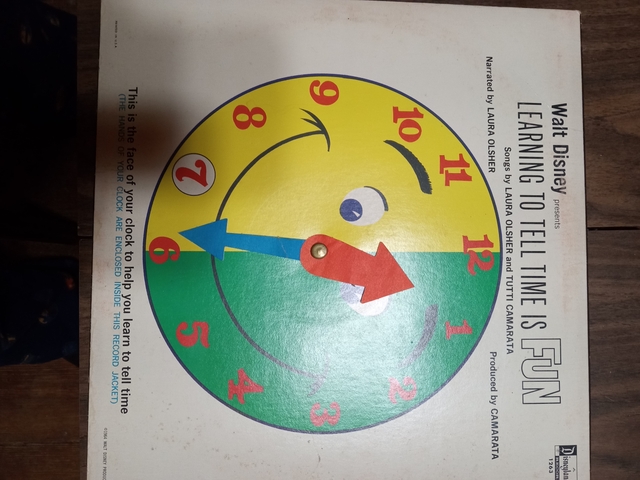 Walt Disney presents
LEARNING TO TELL TIME IS FUN
Songs by LAURA OLSHER and TUTTI CAMARATA
Narrated by LAURA OLSHER
Produced by CAMARATA
Disneyland
1263
12
11
1
10
2
9
3
8
4
7
5
6
This is the face of your clock to help you learn to tell time
(THE HANDS OF YOUR CLOCK ARE ENCLOSED INSIDE THIS RECORD JACKET)